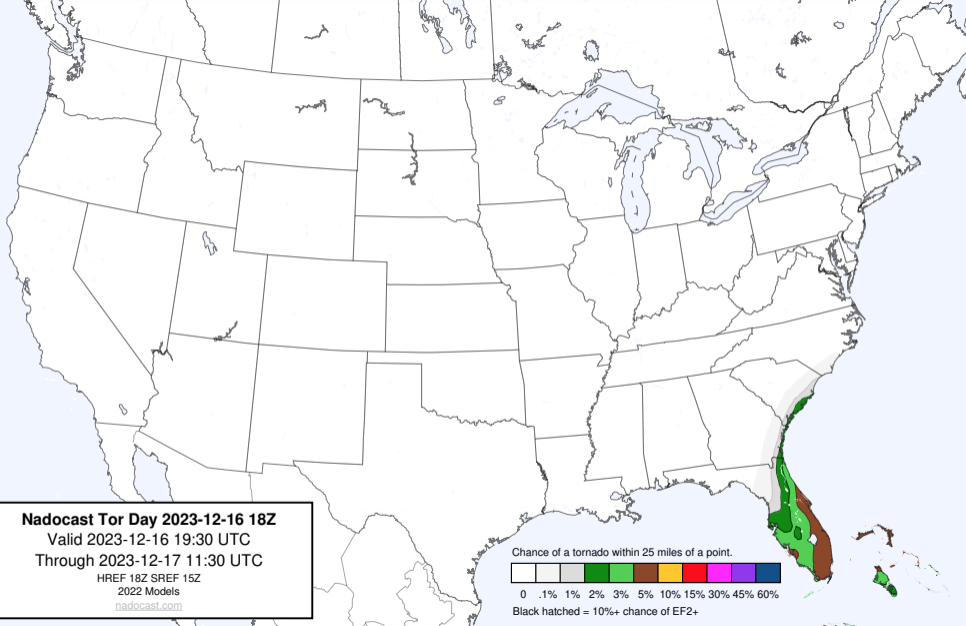 Nadocast Tor Day 2023-12-16 18Z
Valid 2023-12-16 19:30 UTC
Through 2023-12-17 11:30 UTC
HREF 18Z SREF 15Z
2022 Models
nadocast.com
Chance of a tornado within 25 miles of a point.
0 .1% 1% 2% 3% 5% 10% 15% 30% 45% 60%
Black hatched = 10%+ chance of EF2+